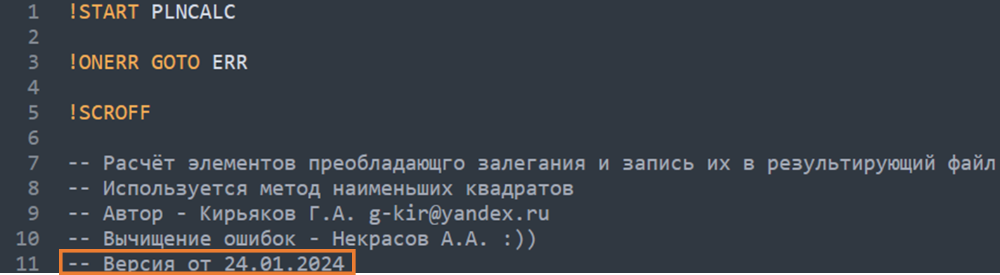 1 !START PLNCALC
2
3 !ONERR GOTO ERR
4
5 !SCROFF
6
7 -- Расчёт элементов преобладающго залегания и запись их в результирующий файл
8 -- Используется метод наименьших квадратов
9 -- Автор - Кирьяков Г.А. g-kir@yandex.ru
10 -- Вычищение ошибок - Некрасов А.А. :))
11 -- Версия от 24.01.2024